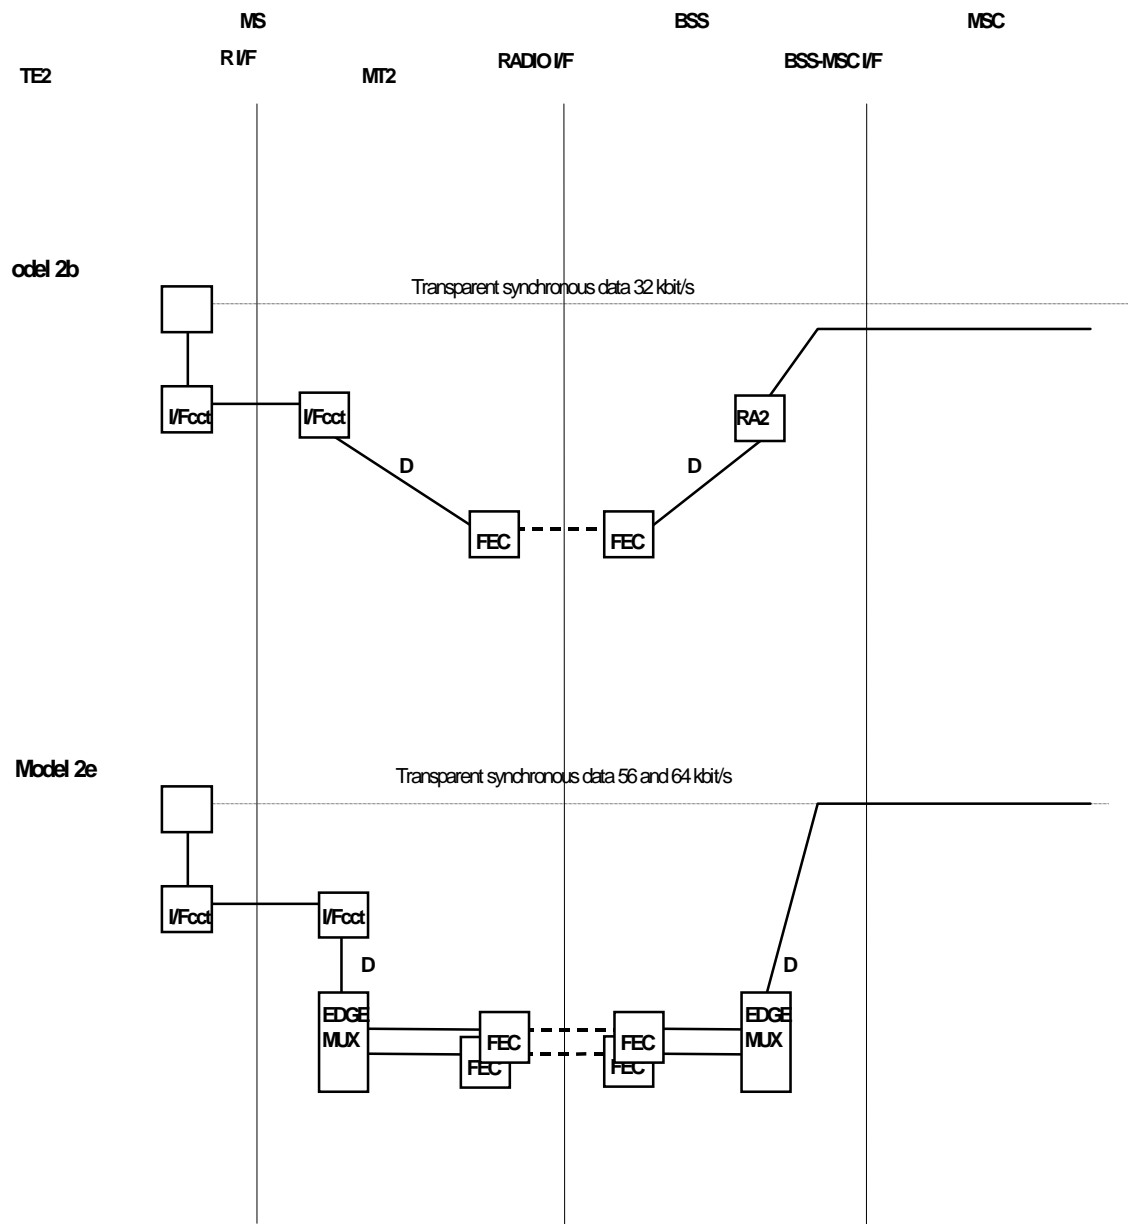 MS
BSS
MSC
R I/F
RADIO I/F
BSS-MSC I/F
TE2
MT2
odel 2b
Transparent synchronous data 32 kbit/s
I/Fcct
I/Fcct
RA2
D
D
FEC
FEC
Model 2e
Transparent synchronous data 56 and 64 kbit/s
I/Fcct
I/Fcct
D
D
EDGE
MUX
EDGE
MUX
FEC
FEC
FEC
FEC